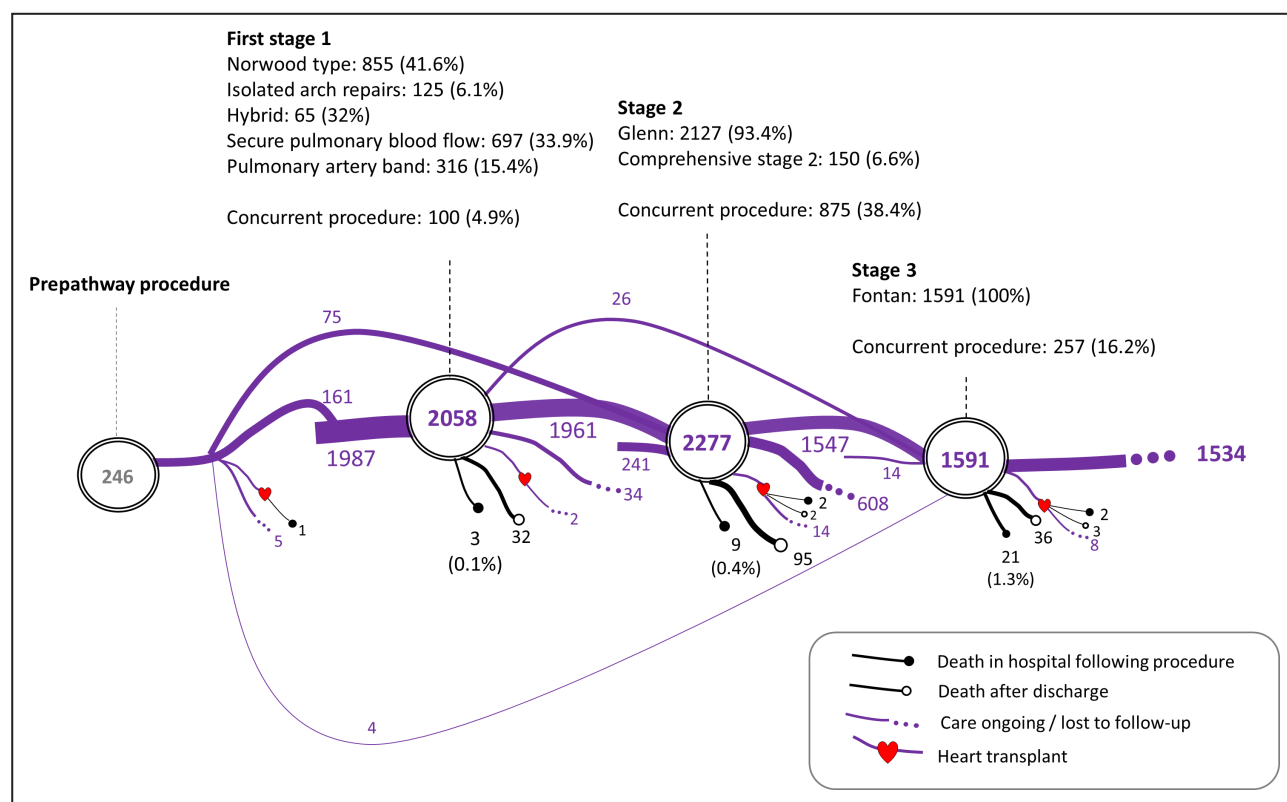 First stage 1
Norwood type: 855 (41.6%)
Isolated arch repairs: 125 (6.1%)
Hybrid: 65 (32%)
Secure pulmonary blood flow: 697 (33.9%)
Pulmonary artery band: 316 (15.4%)
Concurrent procedure: 100 (4.9%)
Stage 2
Glenn: 2127 (93.4%)
Comprehensive stage 2: 150 (6.6%)
Concurrent procedure: 875 (38.4%)
Stage 3
Fontan: 1591 (100%)
Concurrent procedure: 257 (16.2%)
Prepathway procedure
75
26
161
2058
1987
1961
2277
241
1547
14
1591
1534
246
5
1
34
2
3
(0.1%)
32
608
2
2
14
9
(0.4%)
95
2
3
8
36
21
(1.3%)
4
Death in hospital following procedure
Death after discharge
Care ongoing / lost to follow-up
Heart transplant